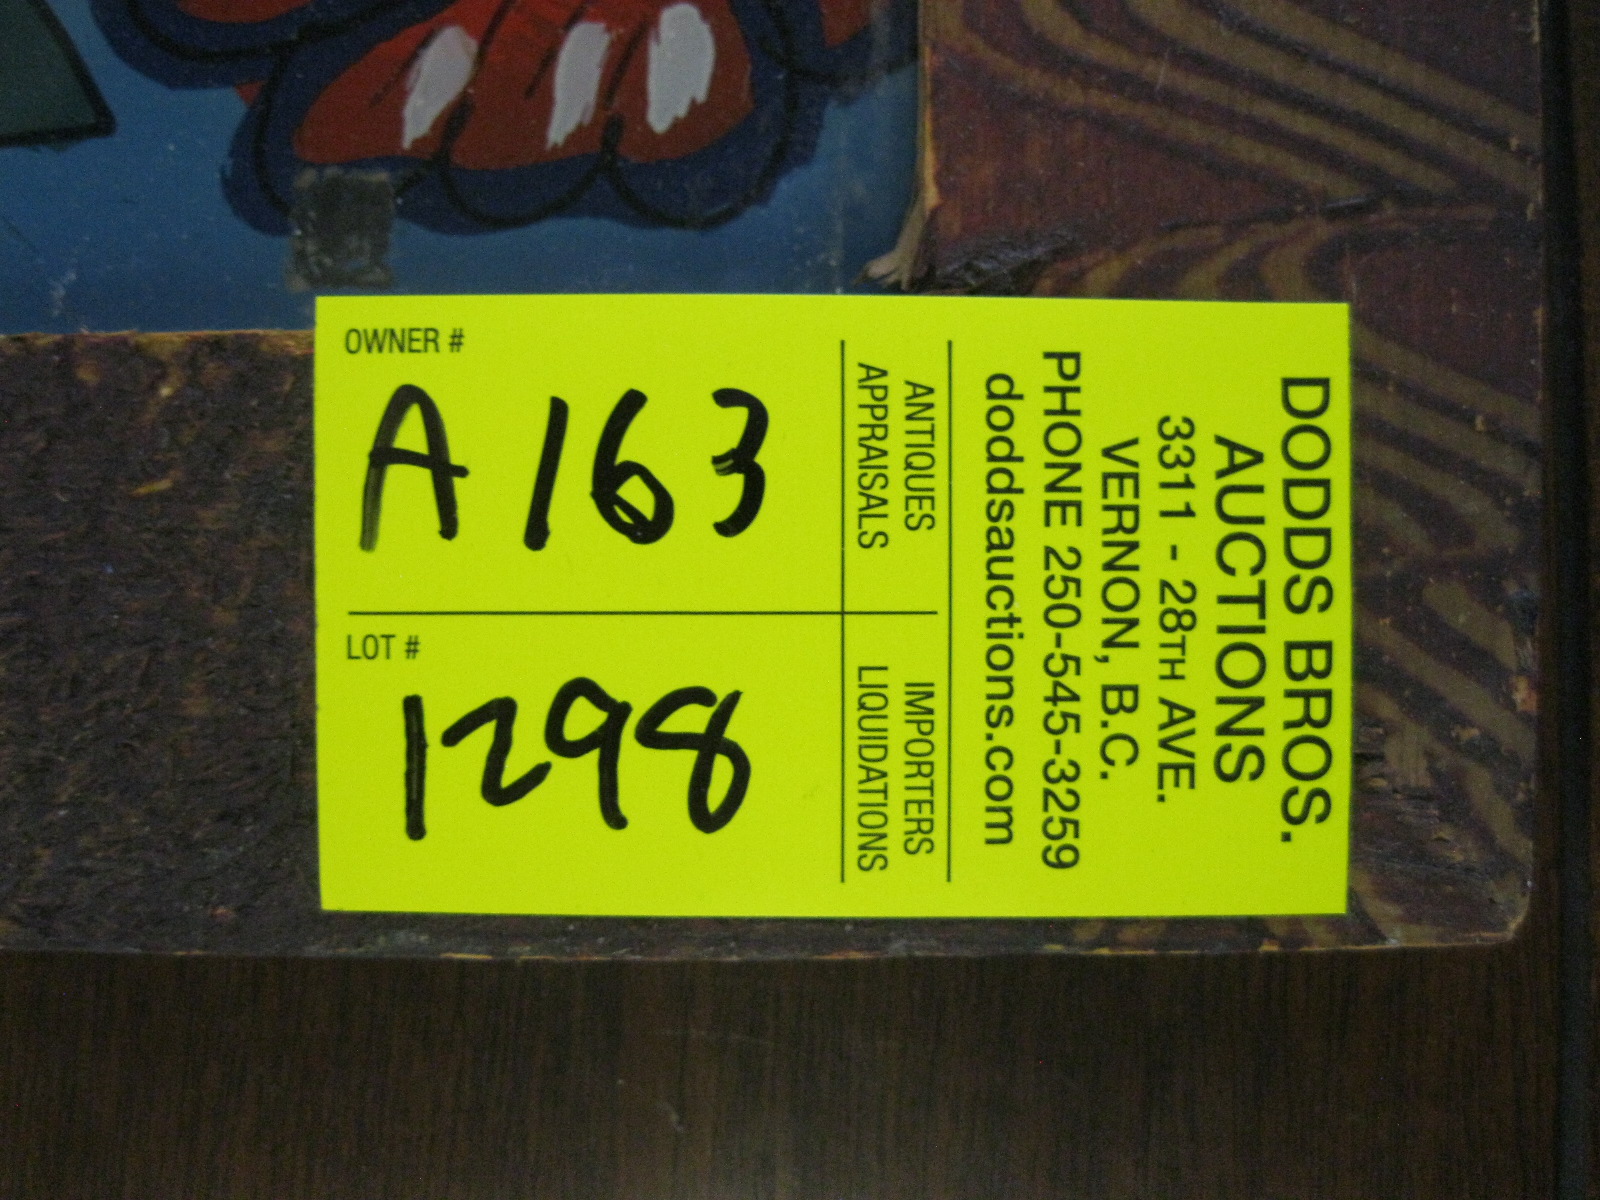 OWNER #
A 163
LOT #
1298
ANTIQUES
APPRAISALS
IMPORTERS
LIQUIDATIONS
DODDS BROS.
AUCTIONS
3311 - 28TH AVE.
VERNON, B.C.
PHONE 250-545-3259
doddsauctions.com